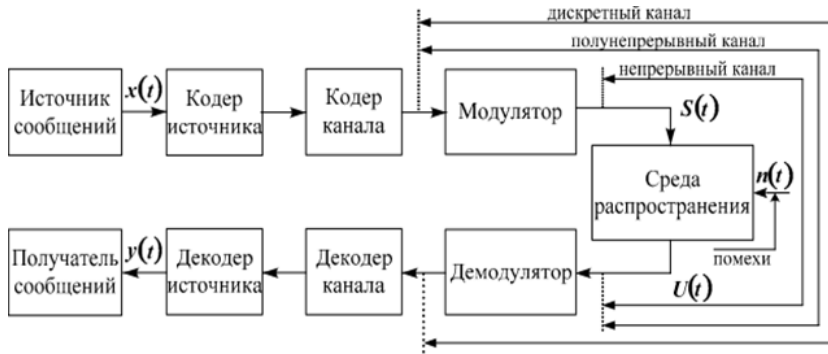 дискретный канал
полунепрерывный канал
непрерывный канал
Источник
сообщений
x(t)
Кодер
источника
Кодер
канала
Модулятор
S(t)
Среда
распространения
n(t)
помехи
Получатель
сообщений
y(t)
Декодер
источника
Декодер
канала
Демодулятор
U(t)